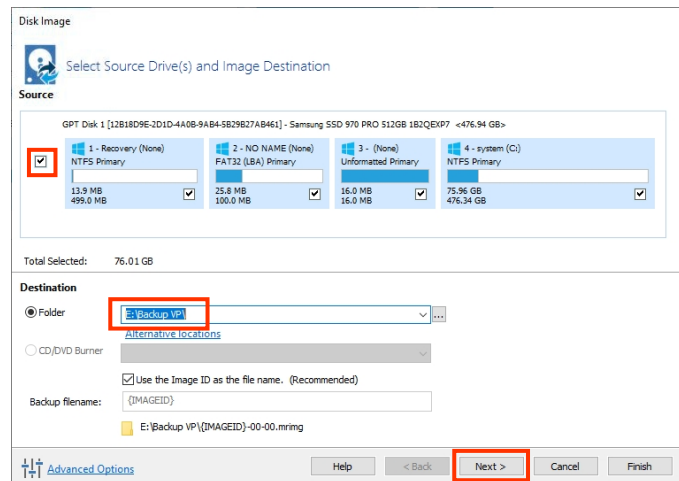 Disk Image
Select Source Drive(s) and Image Destination
Source
GPT Disk 1 [12B18D9E-2D1D-4A0B-9AB4-5B29B27AB461] - Samsung SSD 970 PRO 512GB 1B2QEXP7 <476.94 GB>
1 - Recovery (None) 2 - NO NAME (None) 3 - (None) 4 - system (C:)
NTFS Primary FAT32 (LBA) Primary Unformatted Primary NTFS Primary
13.9 MB 25.8 MB 16.0 MB 75.96 GB
499.0 MB 100.0 MB 16.0 MB 476.34 GB
Total Selected: 76.01 GB
Destination
Folder E:\Backup VP\ ...
Alternative locations
CD/DVD Burner
Use the Image ID as the file name. (Recommended)
Backup filename: {IMAGEID}
E:\Backup VP\{IMAGEID}-00-00.mrimg
Advanced Options Help < Back Next > Cancel Finish